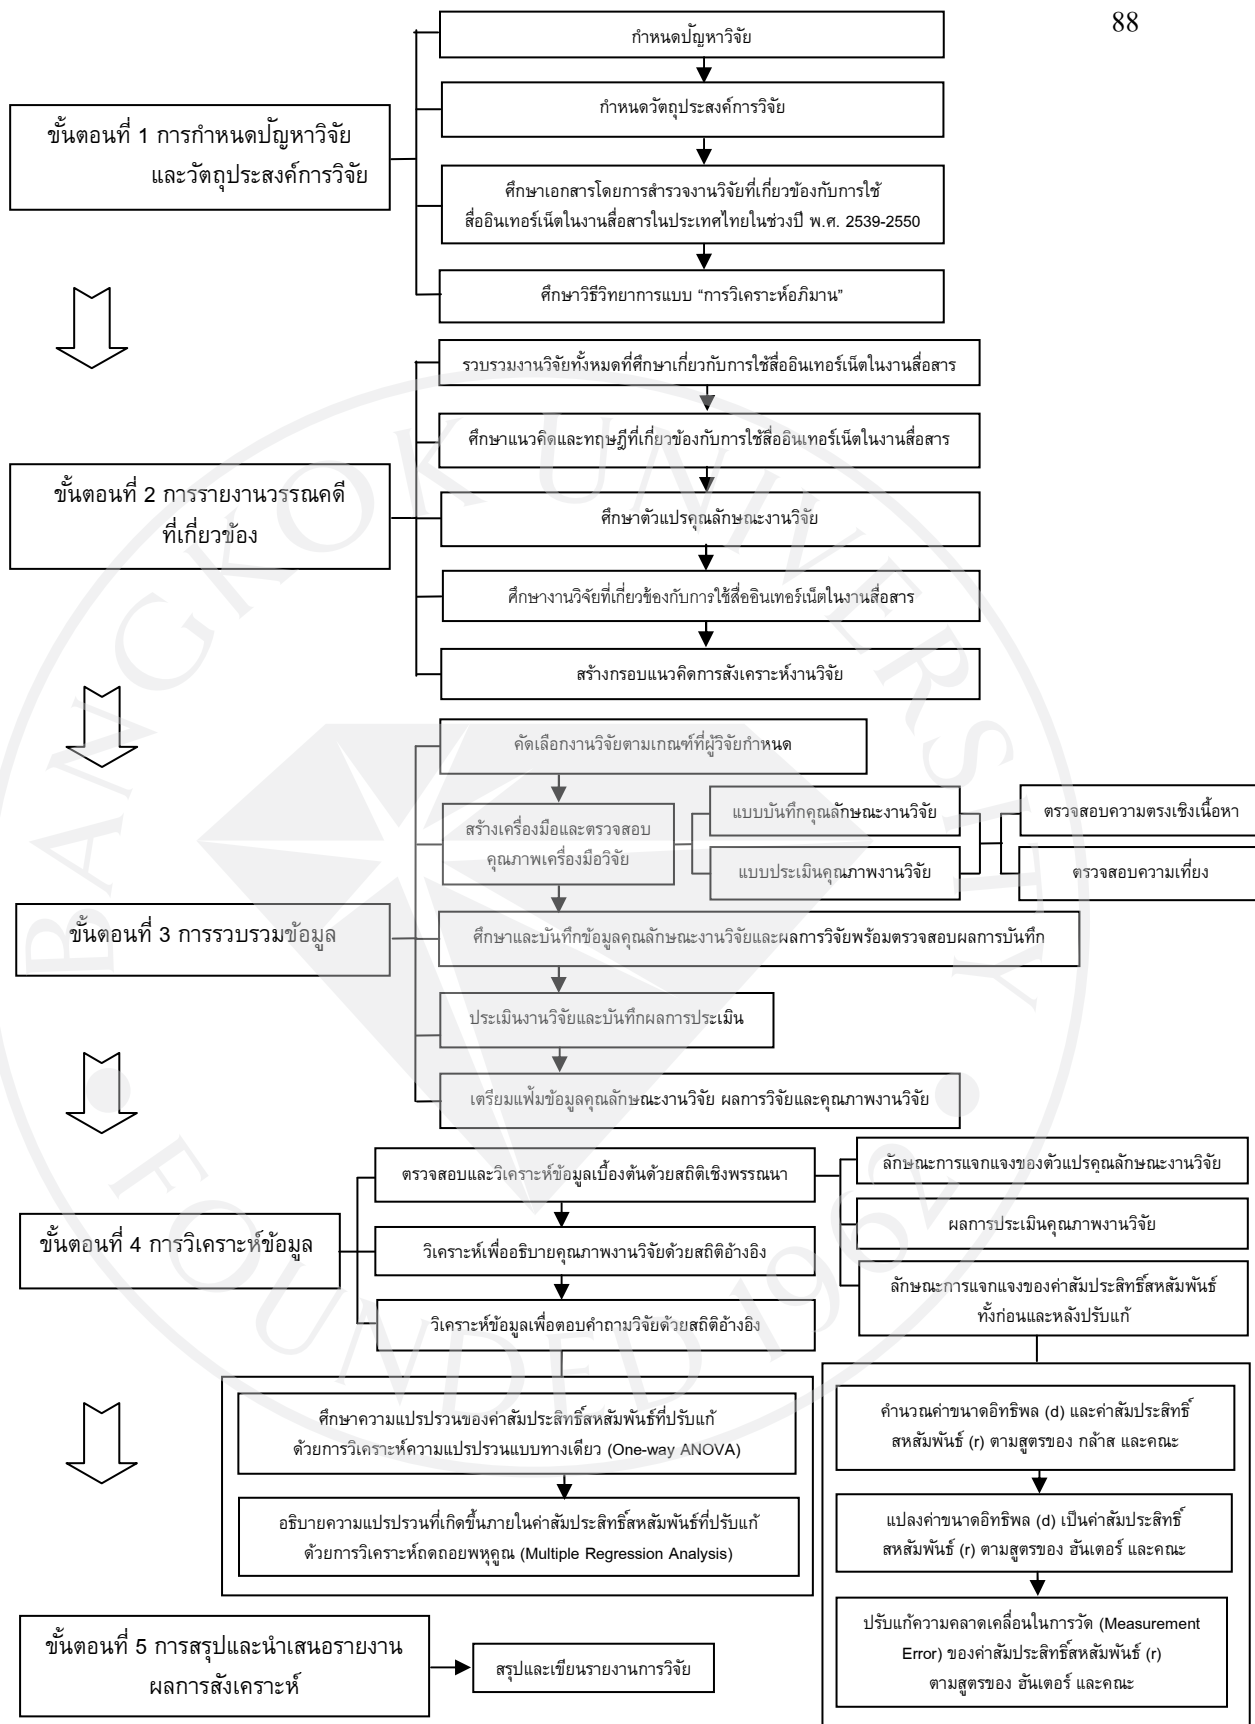 88
กำหนดปัญหาวิจัย
กำหนดวัตถุประสงค์การวิจัย
ขั้นตอนที่ 1 การกำหนดปัญหาวิจัย
และวัตถุประสงค์การวิจัย
ศึกษาเอกสารโดยการสำรวจงานวิจัยที่เกี่ยวข้องกับการใช้
สื่ออินเทอร์เน็ตในงานสื่อสารในประเทศไทยในช่วงปี พ.ศ. 2539-2550
ศึกษาวิธีวิทยาการแบบ “การวิเคราะห์อภิมาน”
รวบรวมงานวิจัยทั้งหมดที่ศึกษาเกี่ยวกับการใช้สื่ออินเทอร์เน็ตในงานสื่อสาร
ศึกษาแนวคิดและทฤษฎีที่เกี่ยวข้องกับการใช้สื่ออินเทอร์เน็ตในงานสื่อสาร
ขั้นตอนที่ 2 การรายงานวรรณคดี
ที่เกี่ยวข้อง
ศึกษาตัวแปรคุณลักษณะงานวิจัย
ศึกษางานวิจัยที่เกี่ยวข้องกับการใช้สื่ออินเทอร์เน็ตในงานสื่อสาร
สร้างกรอบแนวคิดการสังเคราะห์งานวิจัย
คัดเลือกงานวิจัยตามเกณฑ์ที่ผู้วิจัยกำหนด
สร้างเครื่องมือและตรวจสอบ
คุณภาพเครื่องมือวิจัย
แบบบันทึกคุณลักษณะงานวิจัย
แบบประเมินคุณภาพงานวิจัย
ตรวจสอบความตรงเชิงเนื้อหา
ตรวจสอบความเที่ยง
ขั้นตอนที่ 3 การรวบรวมข้อมูล
ศึกษาและบันทึกข้อมูลคุณลักษณะงานวิจัยและผลการวิจัยพร้อมตรวจสอบผลการบันทึก
ประเมินงานวิจัยและบันทึกผลการประเมิน
เตรียมแฟ้มข้อมูลคุณลักษณะงานวิจัย ผลการวิจัยและคุณภาพงานวิจัย
ตรวจสอบและวิเคราะห์ข้อมูลเบื้องต้นด้วยสถิติเชิงพรรณนา
ลักษณะการแจกแจงของตัวแปรคุณลักษณะงานวิจัย
ขั้นตอนที่ 4 การวิเคราะห์ข้อมูล
วิเคราะห์เพื่ออธิบายคุณภาพงานวิจัยด้วยสถิติอ้างอิง
ผลการประเมินคุณภาพงานวิจัย
วิเคราะห์ข้อมูลเพื่อตอบคำถามวิจัยด้วยสถิติอ้างอิง
ลักษณะการแจกแจงของค่าสัมประสิทธิ์สหสัมพันธ์
ทั้งก่อนและหลังปรับแก้
ศึกษาความแปรปรวนของค่าสัมประสิทธิ์สหสัมพันธ์ที่ปรับแก้
ด้วยการวิเคราะห์ความแปรปรวนแบบทางเดียว (One-way ANOVA)
อธิบายความแปรปรวนที่เกิดขึ้นภายในค่าสัมประสิทธิ์สหสัมพันธ์ที่ปรับแก้
ด้วยการวิเคราะห์ถดถอยพหุคูณ (Multiple Regression Analysis)
คำนวณค่าขนาดอิทธิพล (d) และค่าสัมประสิทธิ์
สหสัมพันธ์ (r) ตามสูตรของ กล้าส และคณะ
แปลงค่าขนาดอิทธิพล (d) เป็นค่าสัมประสิทธิ์
สหสัมพันธ์ (r) ตามสูตรของ ฮันเตอร์ และคณะ
ปรับแก้ความคลาดเคลื่อนในการวัด (Measurement
Error) ของค่าสัมประสิทธิ์สหสัมพันธ์ (r)
ตามสูตรของ ฮันเตอร์ และคณะ
ขั้นตอนที่ 5 การสรุปและนำเสนอรายงาน
ผลการสังเคราะห์
สรุปและเขียนรายงานการวิจัย
BANGKOK UNIVERSITY
FOUNDED 1962